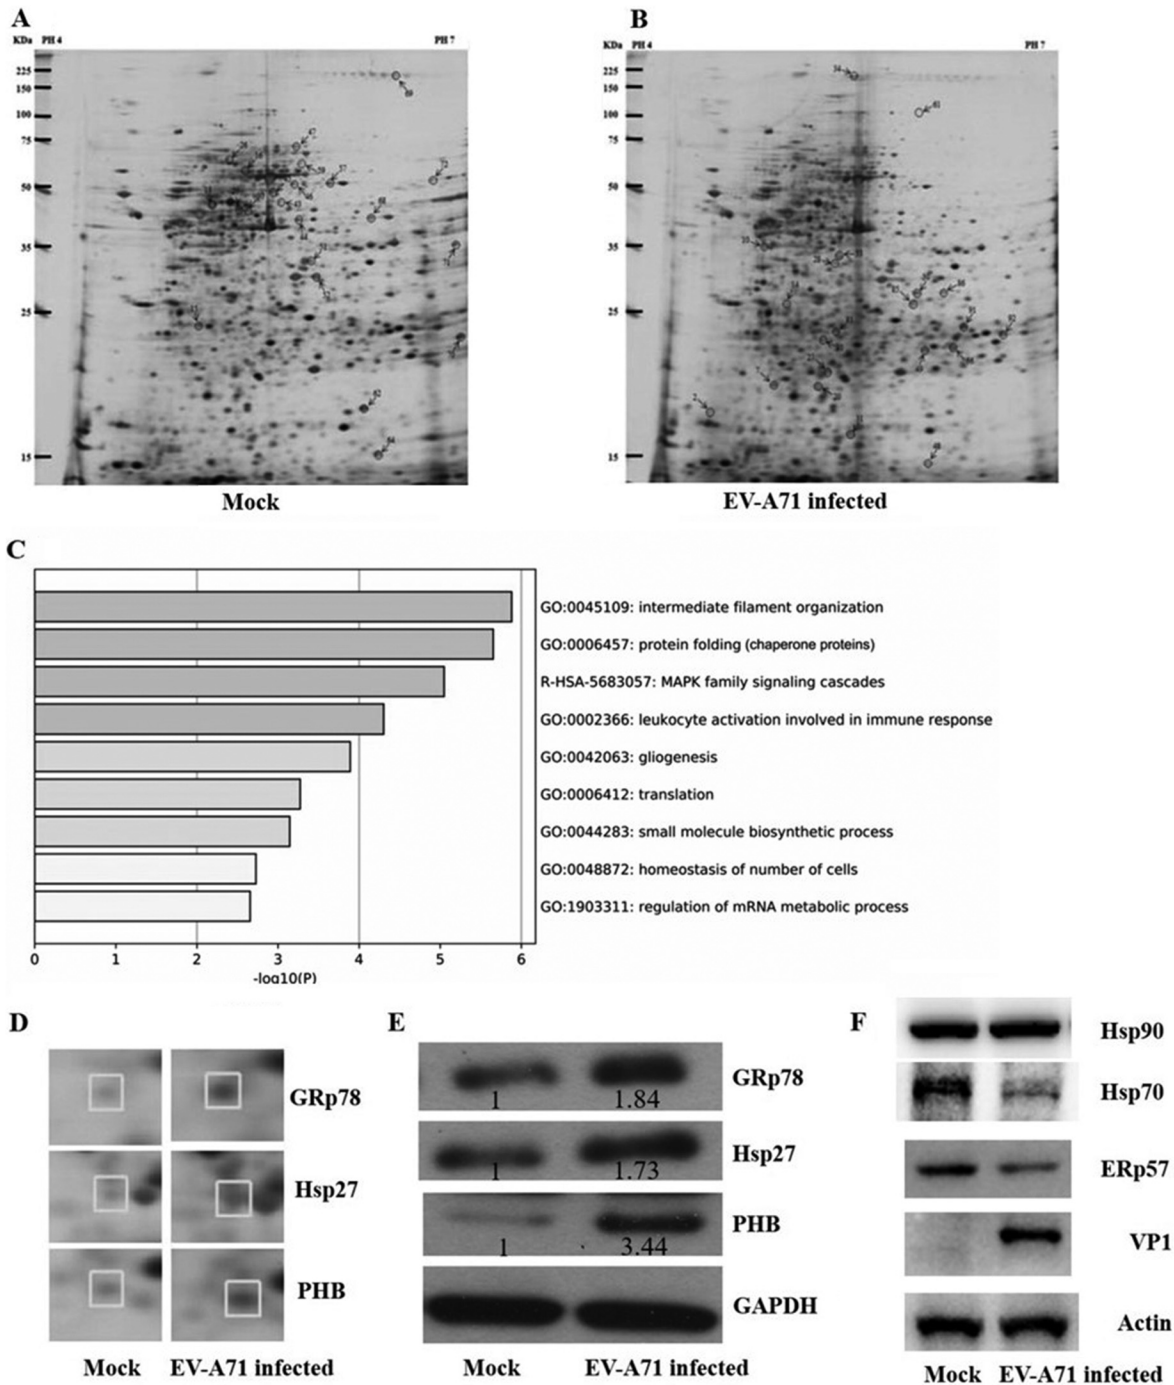 A
B
KDa PH 4 PH 7
KDa PH 4 PH 7
225
150
100
75
50
35
25
15
225
150
100
75
50
35
25
15
Mock
EV-A71 infected
C
GO:0045109: intermediate filament organization
GO:0006457: protein folding (chaperone proteins)
R-HSA-5683057: MAPK family signaling cascades
GO:0002366: leukocyte activation involved in immune response
GO:0042063: gliogenesis
GO:0006412: translation
GO:0044283: small molecule biosynthetic process
GO:0048872: homeostasis of number of cells
GO:1903311: regulation of mRNA metabolic process
0 1 2 3 4 5 6
-log10(P)
D
GRp78
Hsp27
PHB
Mock EV-A71 infected
E
GRp78
1 1.84
Hsp27
1 1.73
PHB
1 3.44
GAPDH
Mock EV-A71 infected
F
Hsp90
Hsp70
ERp57
VP1
Actin
Mock EV-A71 infected